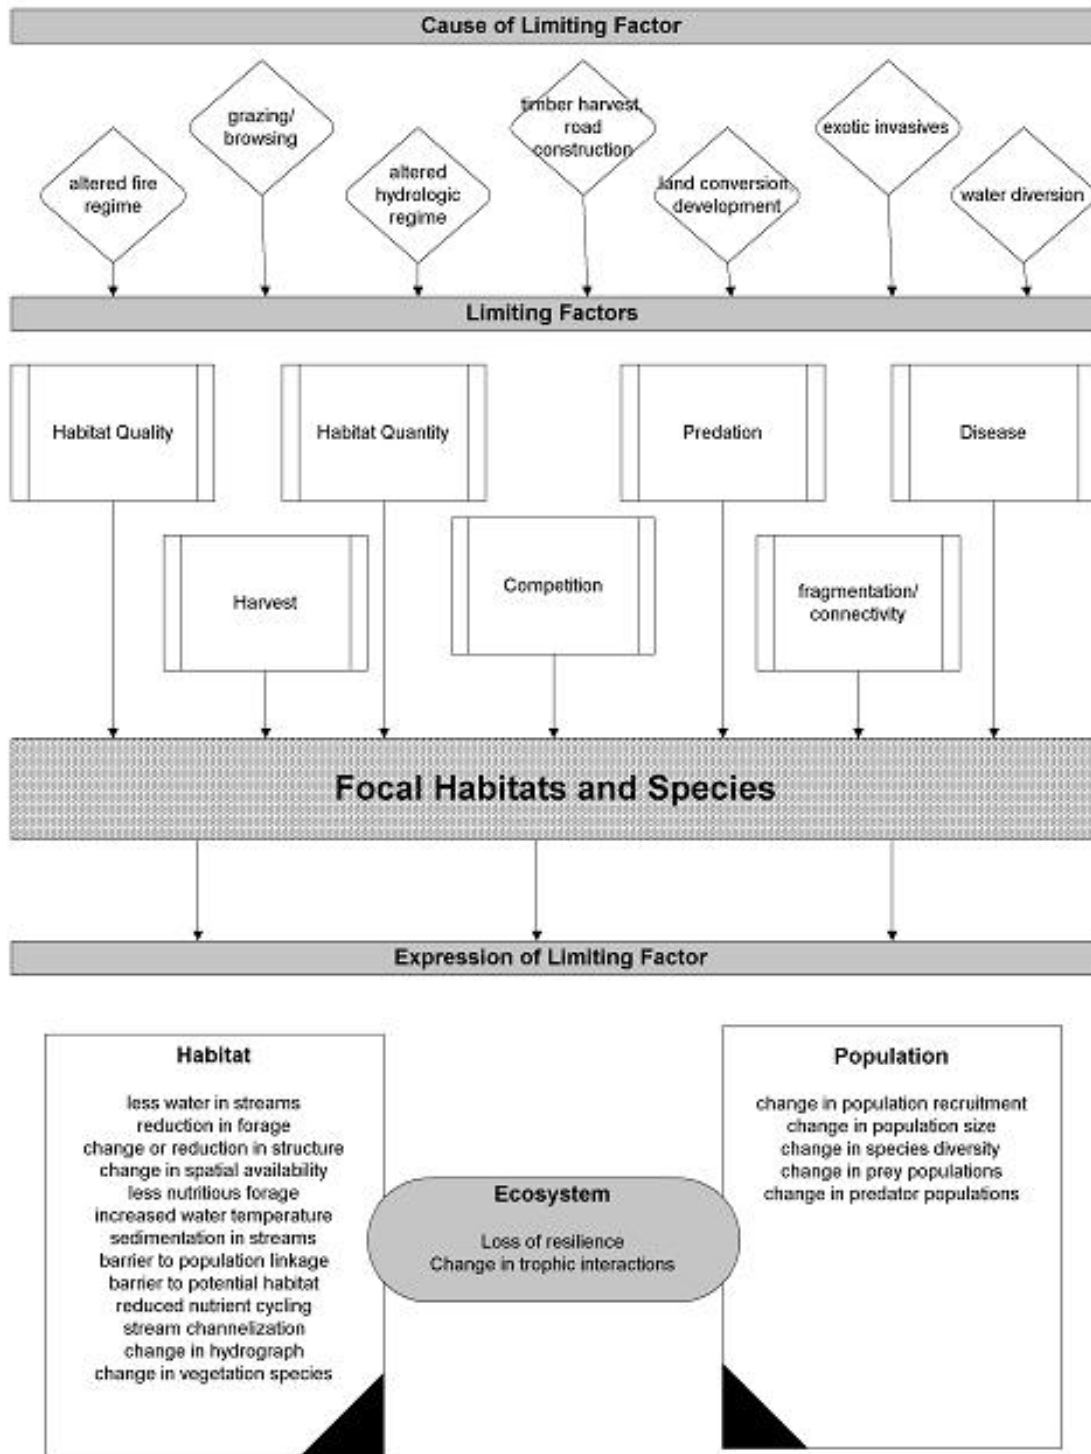 Cause of Limiting Factor
altered fire
regime
grazing/
browsing
altered
hydrologic
regime
timber harvest,
road
construction
land conversion,
development
exotic invasives
water diversion
Limiting Factors
Habitat Quality
Habitat Quantity
Predation
Disease
Harvest
Competition
fragmentation/
connectivity
Focal Habitats and Species
Expression of Limiting Factor
Habitat
less water in streams
reduction in forage
change or reduction in structure
change in spatial availability
less nutritious forage
increased water temperature
sedimentation in streams
barrier to population linkage
barrier to potential habitat
reduced nutrient cycling
stream channelization
change in hydrograph
change in vegetation species
Ecosystem
Loss of resilience
Change in trophic interactions
Population
change in population recruitment
change in population size
change in species diversity
change in prey populations
change in predator populations